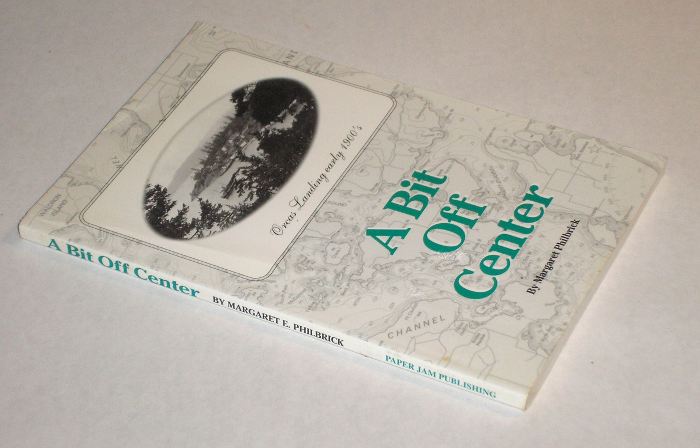 Orcas Landing early 1900's
A Bit
Off
Center
By Margaret Philbrick
CHANNEL
A Bit Off Center BY MARGARET E. PHILBRICK PAPER JAM PUBLISHING